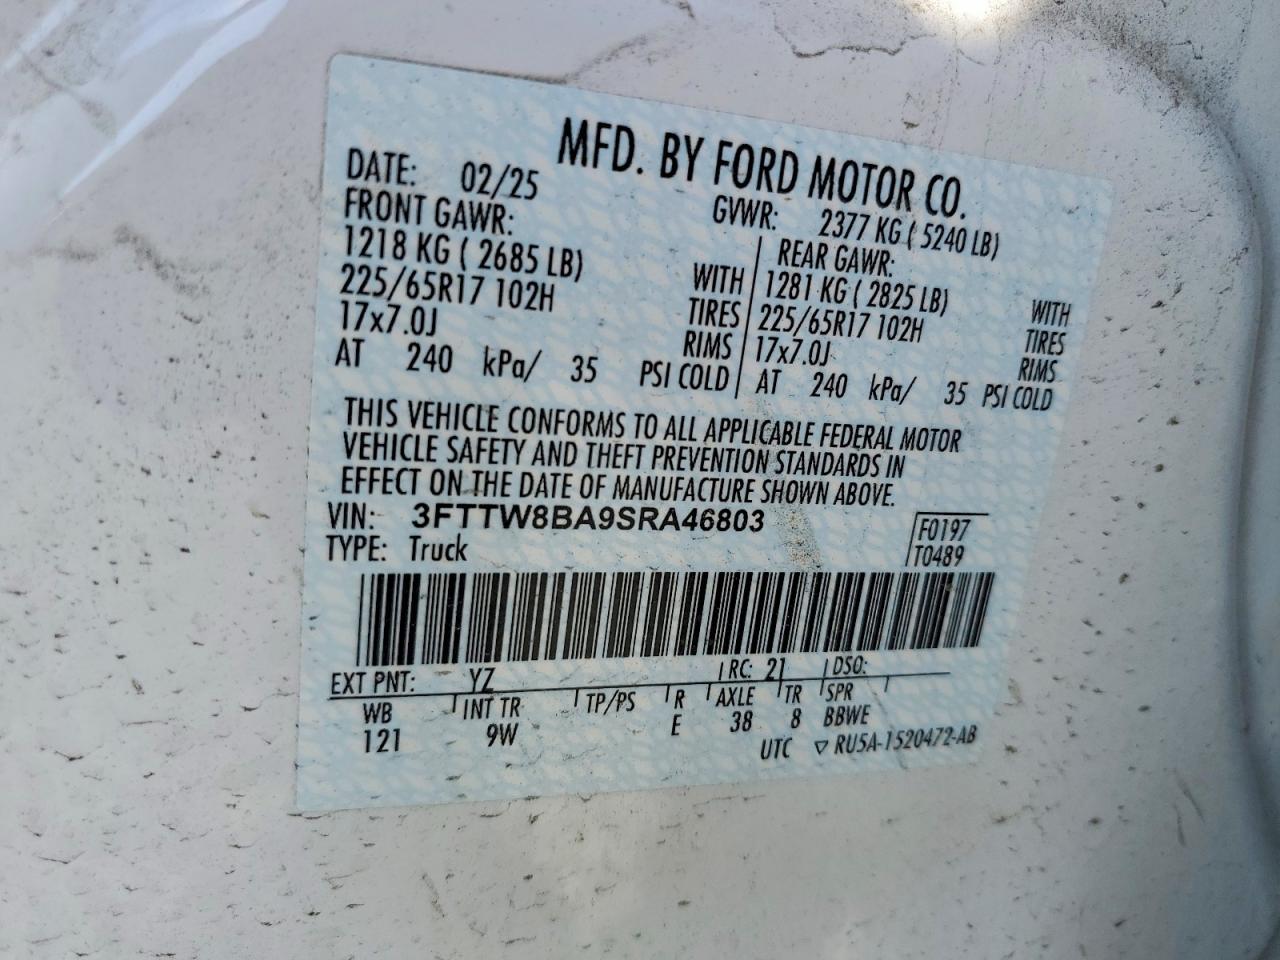 MFD. BY FORD MOTOR CO.
DATE: 02/25 GVWR: 2377 KG ( 5240 LB)
FRONT GAWR: REAR GAWR:
1218 KG ( 2685 LB) WITH 1281 KG ( 2825 LB) WITH
225/65R17 102H TIRES 225/65R17 102H TIRES
17x7.0J RIMS 17x7.0J RIMS
AT 240 kPa/ 35 PSI COLD AT 240 kPa/ 35 PSI COLD
THIS VEHICLE CONFORMS TO ALL APPLICABLE FEDERAL MOTOR
VEHICLE SAFETY AND THEFT PREVENTION STANDARDS IN
EFFECT ON THE DATE OF MANUFACTURE SHOWN ABOVE.
VIN: 3FTTW8BA9SRA46803 F0197
TYPE: Truck T0489
EXT PNT: YZ RC: 21 DSO:
WB INT TR TP/PS R AXLE TR SPR
121 9W E 38 8 BBWE
UTC ▽ RU5A-1520472-AB